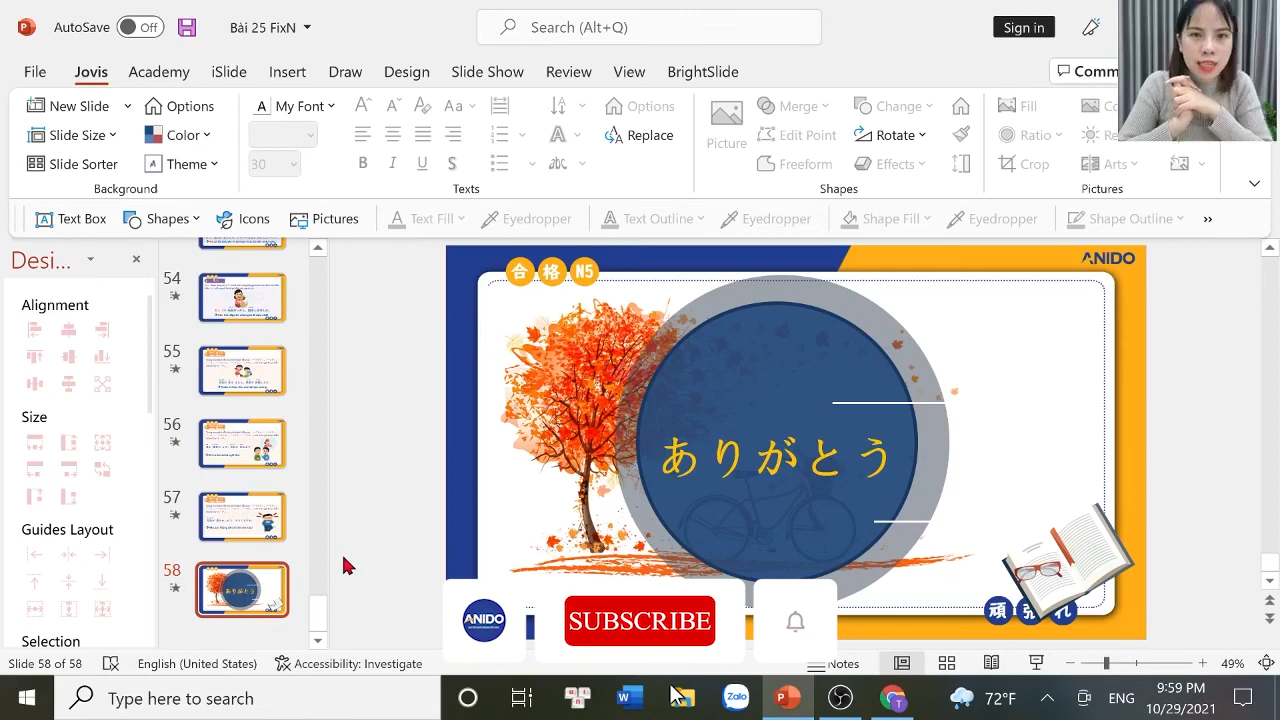 AutoSave
Off
Bài 25 FixN
Search (Alt+Q)
Sign in
File
Jovis
Academy
iSlide
Insert
Draw
Design
Slide Show
Review
View
BrightSlide
New Slide
Options
A My Font
Options
Merge
Change
Fill
Slide Size
Color
Replace
Picture
Edit Point
Rotate
Ratio
Slide Sorter
Theme
30
B I U S
abc
Freeform
Effects
Crop
Arts
Background
Texts
Shapes
Pictures
Text Box
Shapes
Icons
Pictures
Text Fill
Eyedropper
Text Outline
Eyedropper
Shape Fill
Eyedropper
Shape Outline
Desi...
Alignment
Size
Guides Layout
Selection
54
55
56
57
58
合 格 N5
ANIDO
ありがとう
ANIDO
SUBSCRIBE
Slide 58 of 58
English (United States)
Accessibility: Investigate
Notes
49%
Type here to search
Zalo
72°F
ENG
9:59 PM
10/29/2021